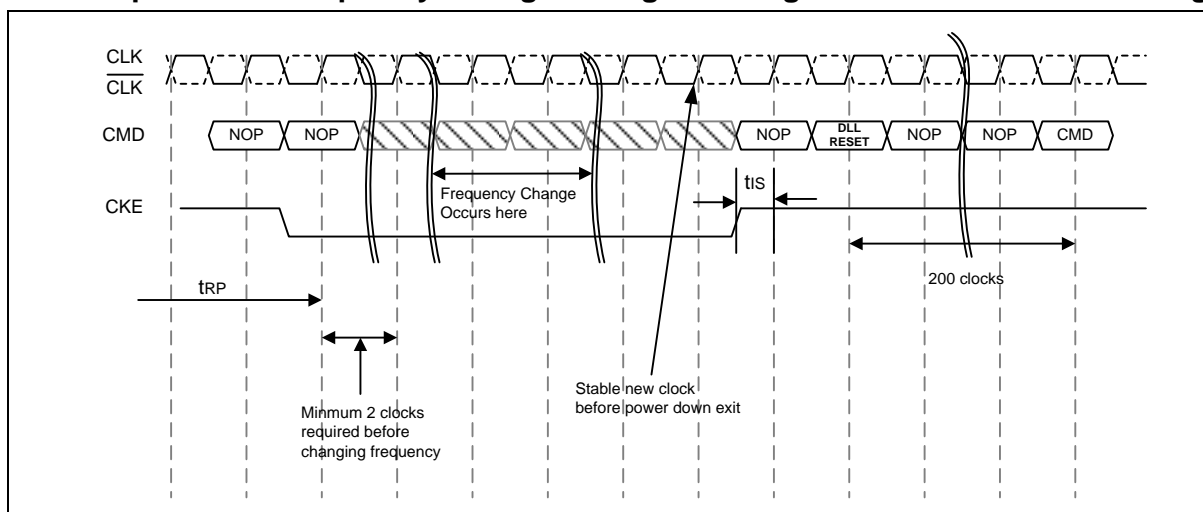 CLK
CLK
CMD
NOP
NOP
NOP
DLL
RESET
NOP
NOP
CMD
Frequency Change
Occurs here
tIS
CKE
200 clocks
tRP
Stable new clock
before power down exit
Minmum 2 clocks
required before
changing frequency